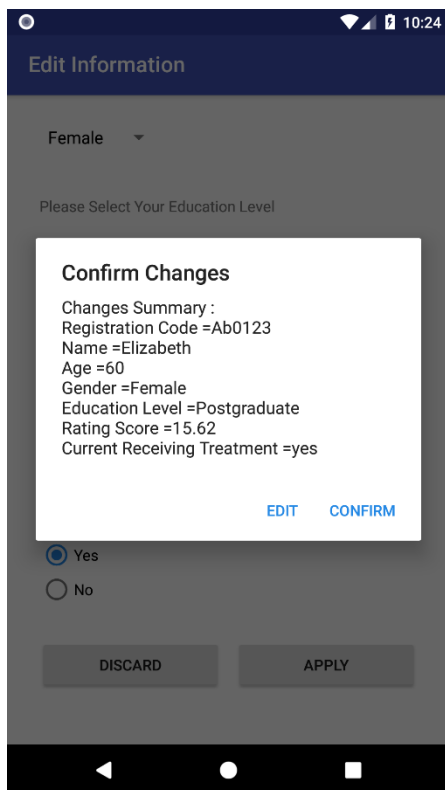 10:24
Edit Information
Female
Please Select Your Education Level
Confirm Changes
Changes Summary :
Registration Code =Ab0123
Name =Elizabeth
Age =60
Gender =Female
Education Level =Postgraduate
Rating Score =15.62
Current Receiving Treatment =yes
EDIT CONFIRM
Yes
No
DISCARD APPLY